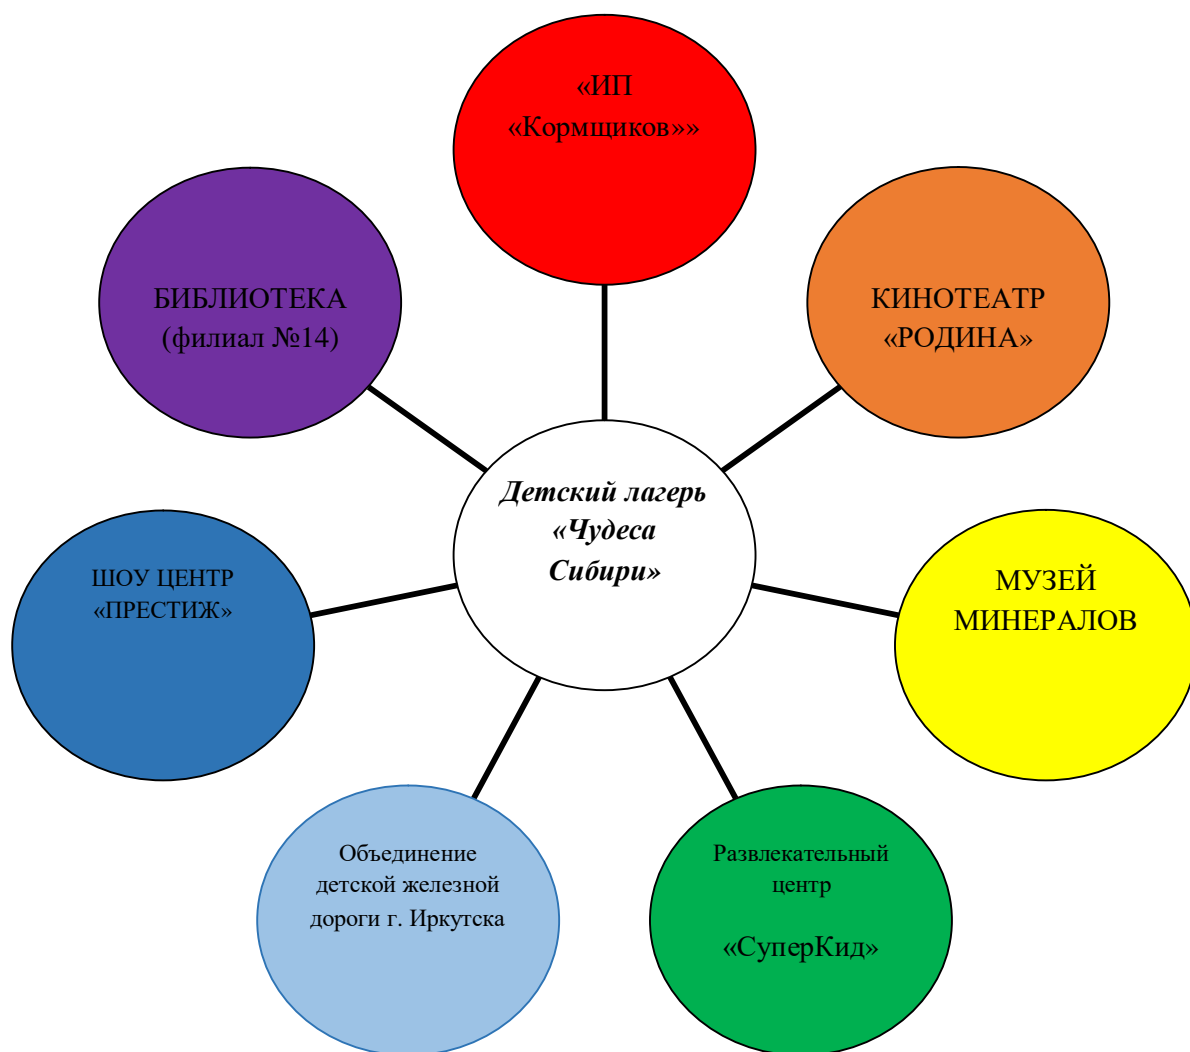 «ИП
«Кормщиков»»
БИБЛИОТЕКА
(филиал №14)
КИНОТЕАТР
«РОДИНА»
Детский лагерь
«Чудеса
Сибири»
ШОУ ЦЕНТР
«ПРЕСТИЖ»
МУЗЕЙ
МИНЕРАЛОВ
Объединение
детской железной
дороги г. Иркутска
Развлекательный
центр
«СуперКид»